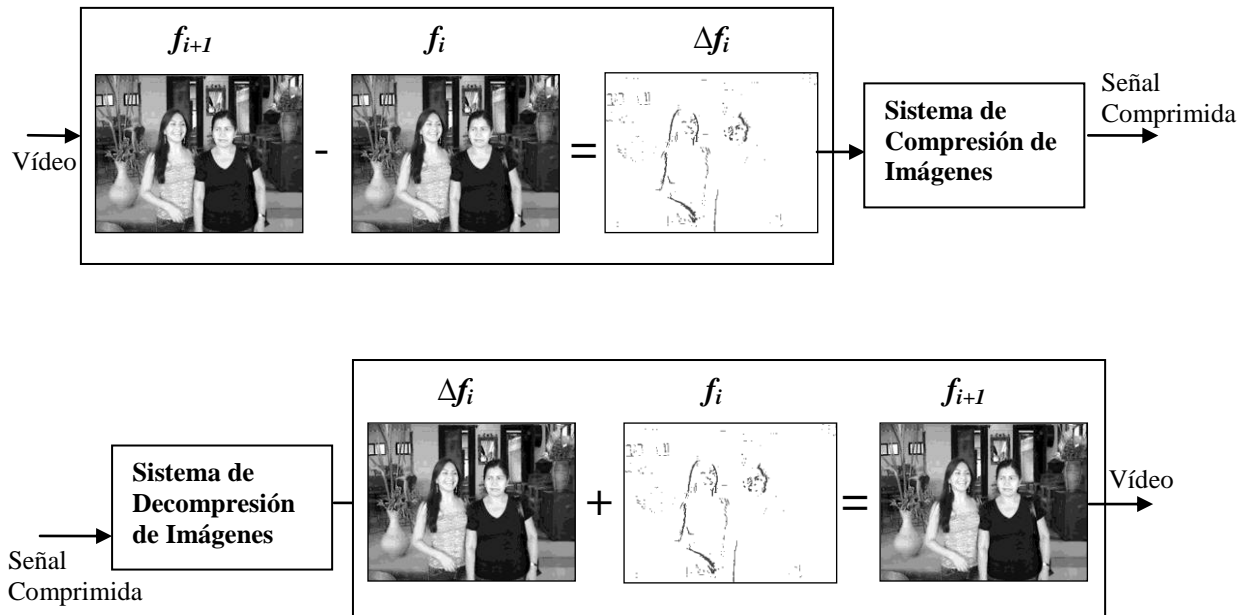 f_{i+1}
f_i
Δf_i
Vídeo
-
=
Sistema de
Compresión de
Imágenes
Señal
Comprimida
Δf_i
f_i
f_{i+1}
Sistema de
Decompresión
de Imágenes
+
=
Vídeo
Señal
Comprimida